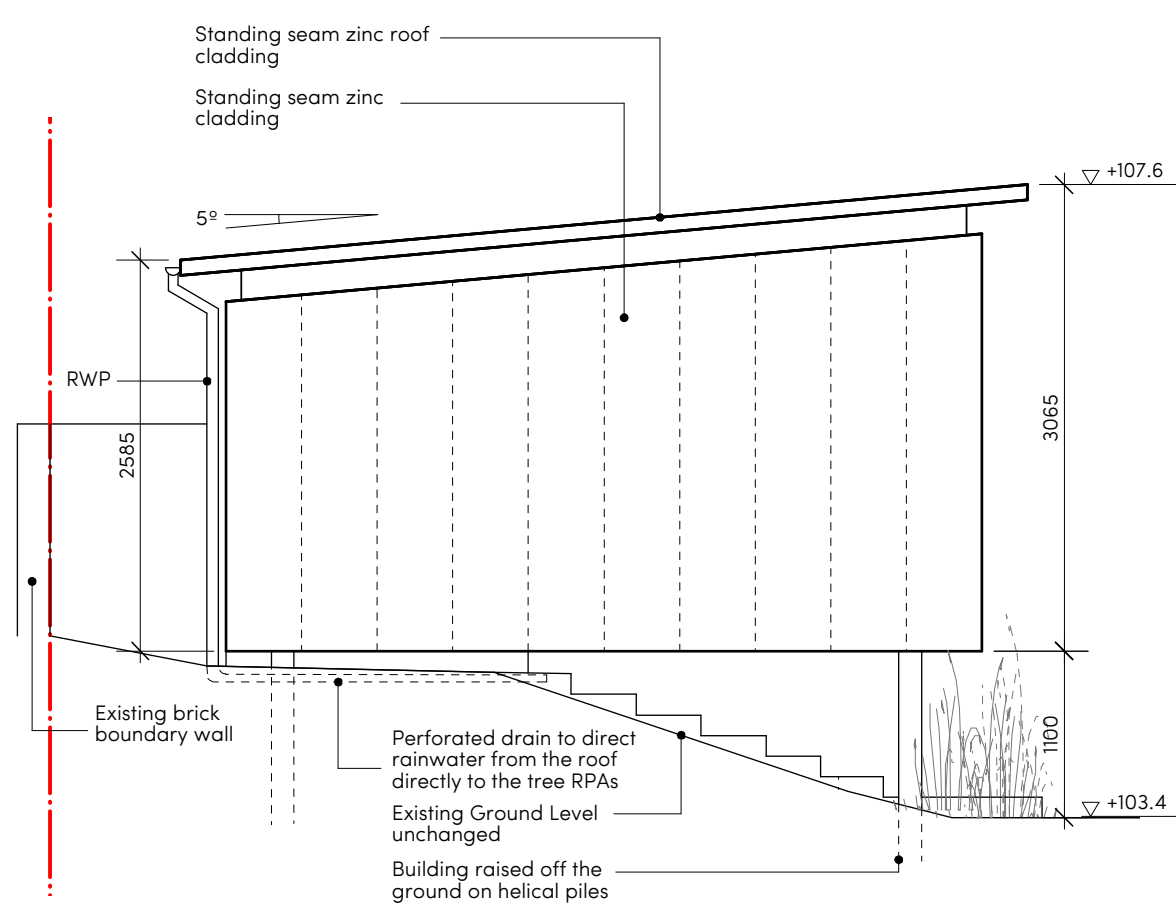 Standing seam zinc roof
cladding
Standing seam zinc
cladding
+107.6
5º
RWP
2585
3065
Existing brick
boundary wall
Perforated drain to direct
rainwater from the roof
directly to the tree RPAs
1100
+103.4
Existing Ground Level
unchanged
Building raised off the
ground on helical piles